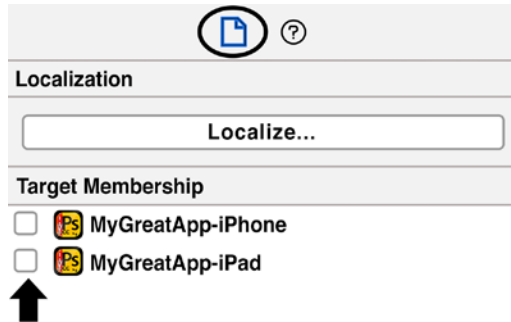 ?
Localization
Localize...
Target Membership
Ps MyGreatApp-iPhone
Ps MyGreatApp-iPad